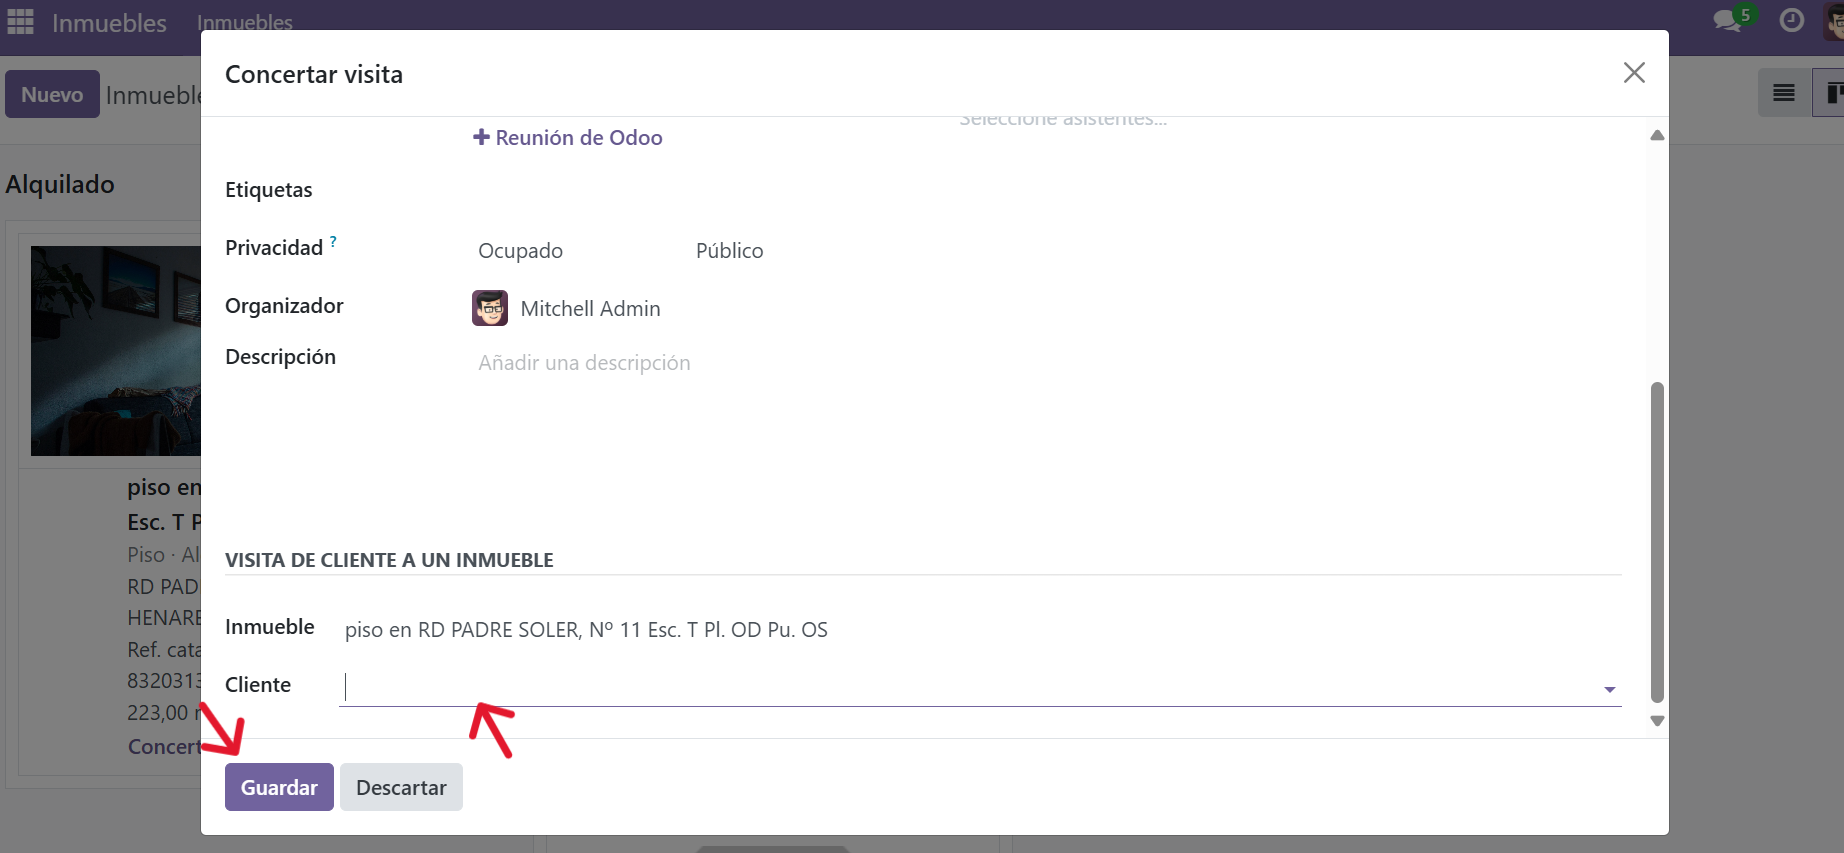 Inmuebles Inmuebles 5
Concertar visita
Nuevo Inmueble
Seleccione asistentes...
+ Reunión de Odoo
Alquilado
Etiquetas
Privacidad ? Ocupado Público
Organizador Mitchell Admin
Descripción Añadir una descripción
piso en
Esc. T P
Piso · Al
RD PAD
HENARE
Ref. cata
8320313
223,00
Concert
VISITA DE CLIENTE A UN INMUEBLE
Inmueble piso en RD PADRE SOLER, Nº 11 Esc. T Pl. OD Pu. OS
Cliente
Guardar Descartar